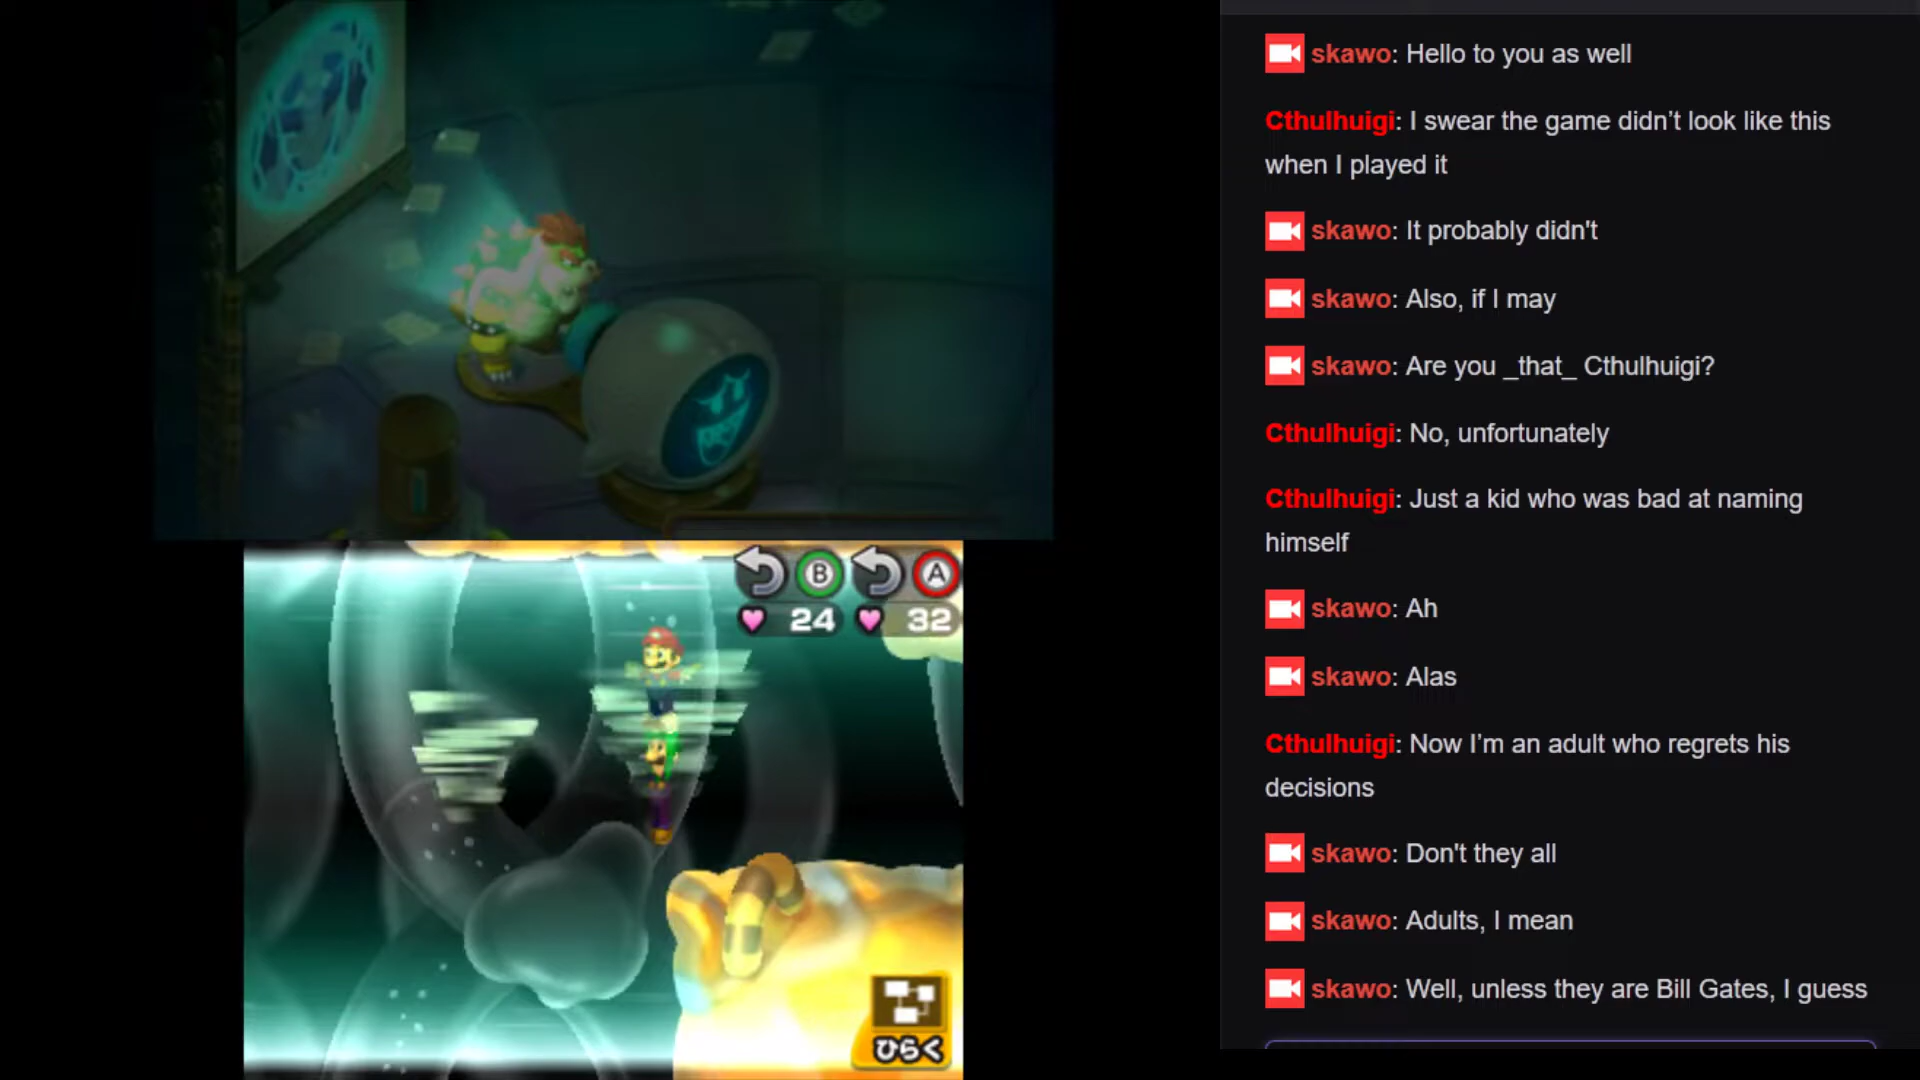 skawo: Hello to you as well
Cthulhuigi: I swear the game didn’t look like this
when I played it
skawo: It probably didn't
skawo: Also, if I may
skawo: Are you _that_ Cthulhuigi?
Cthulhuigi: No, unfortunately
Cthulhuigi: Just a kid who was bad at naming
himself
skawo: Ah
skawo: Alas
Cthulhuigi: Now I’m an adult who regrets his
decisions
skawo: Don't they all
skawo: Adults, I mean
skawo: Well, unless they are Bill Gates, I guess
B A
24 32
ひらく